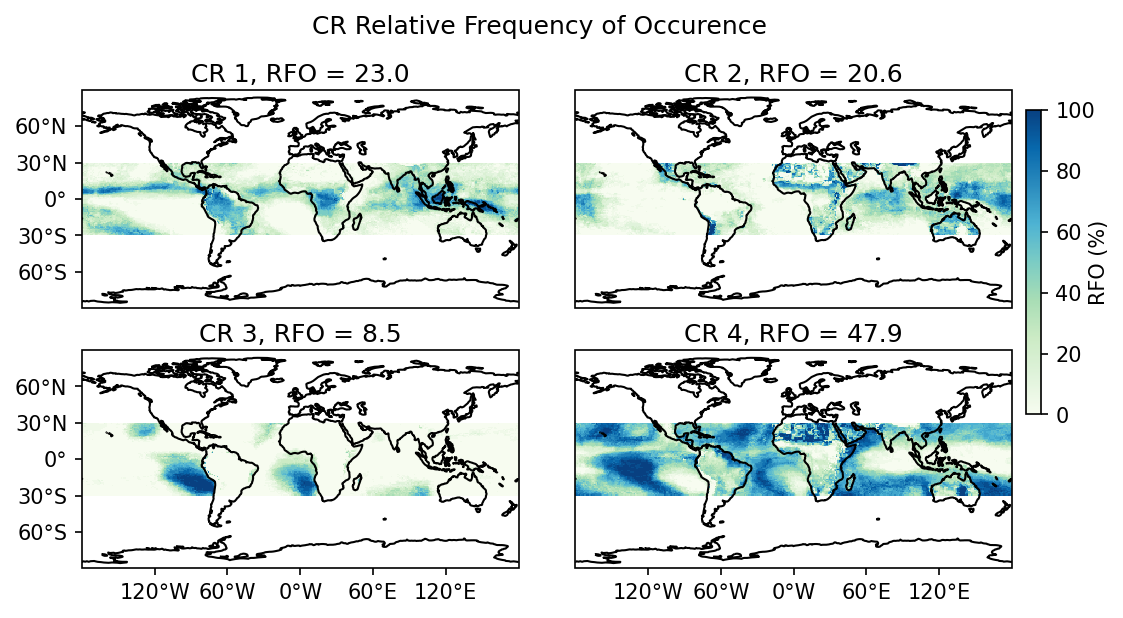 CR Relative Frequency of Occurence
CR 1, RFO = 23.0
CR 2, RFO = 20.6
60°N
30°N
0°
30°S
60°S
100
80
60
40
20
0
RFO (%)
CR 3, RFO = 8.5
CR 4, RFO = 47.9
60°N
30°N
0°
30°S
60°S
120°W 60°W 0°W 60°E 120°E
120°W 60°W 0°W 60°E 120°E